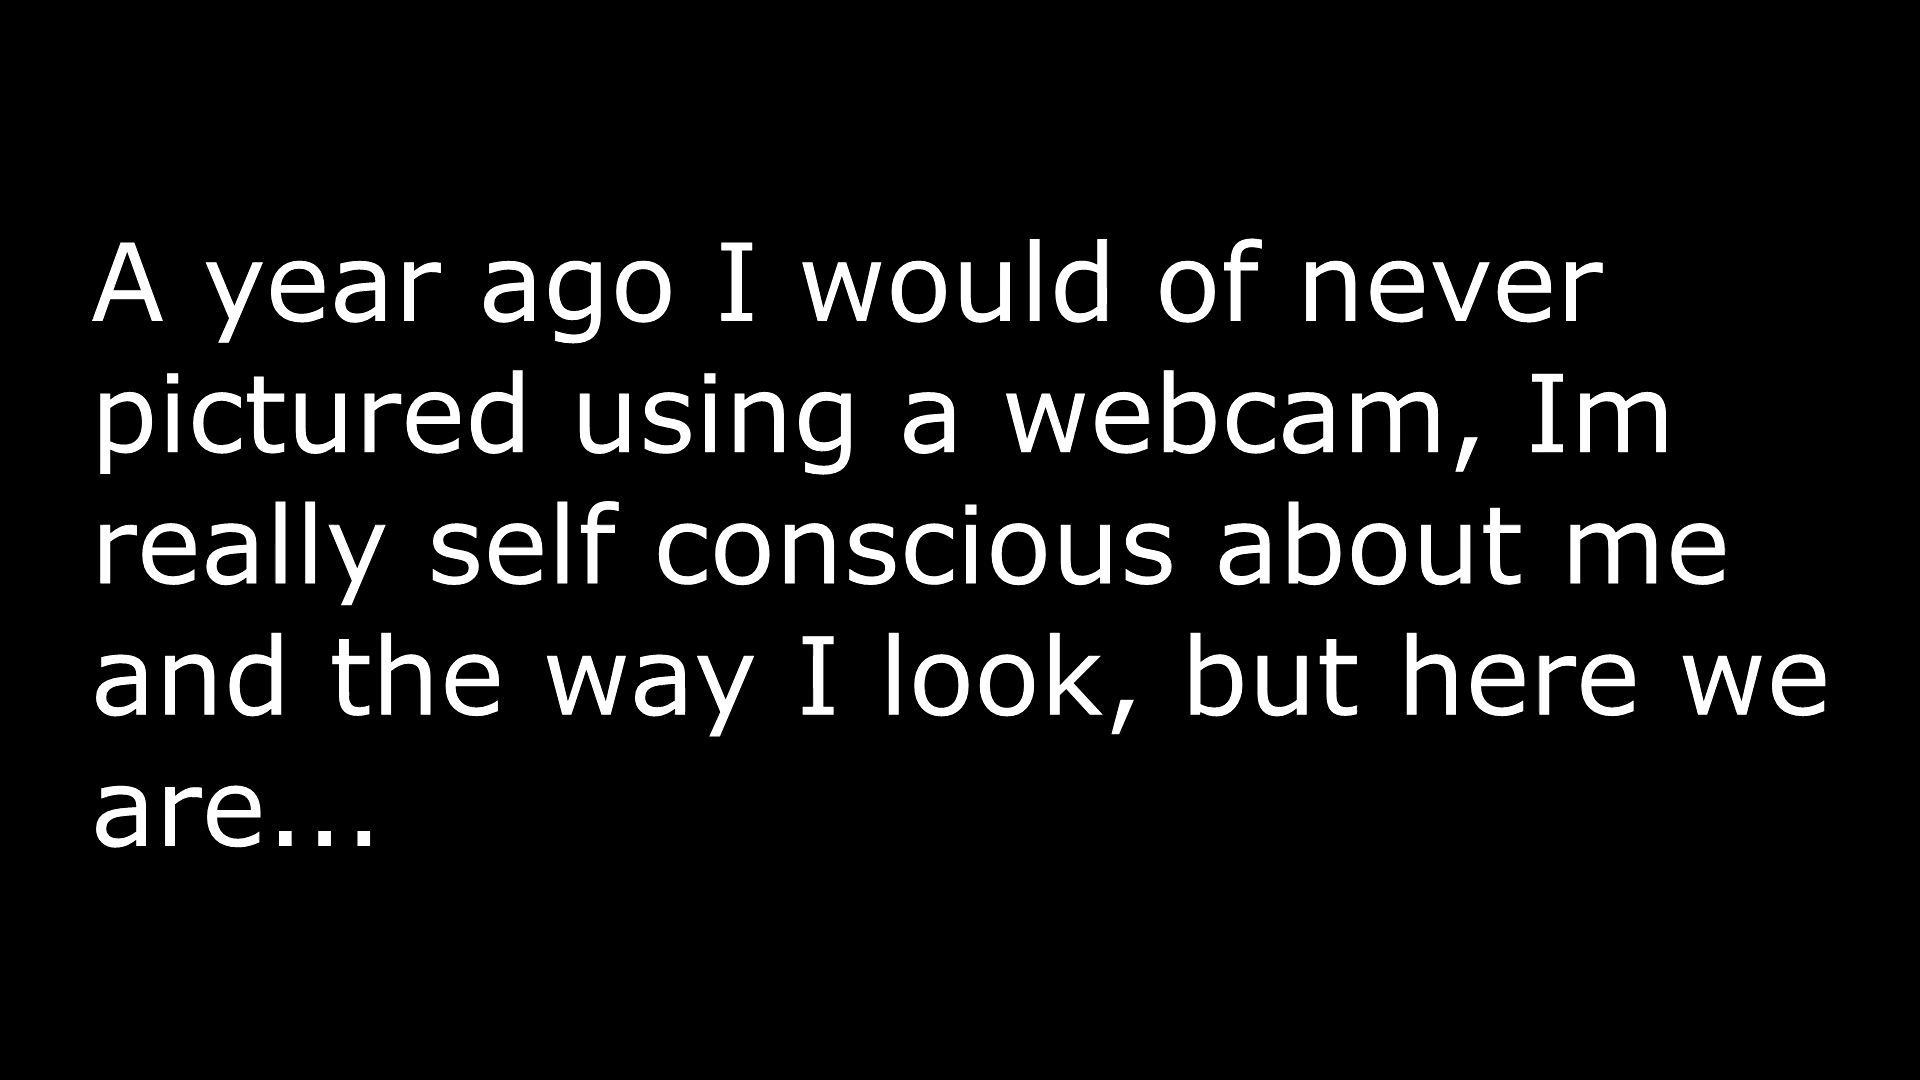 A year ago I would of never
pictured using a webcam, Im
really self conscious about me
and the way I look, but here we
are...